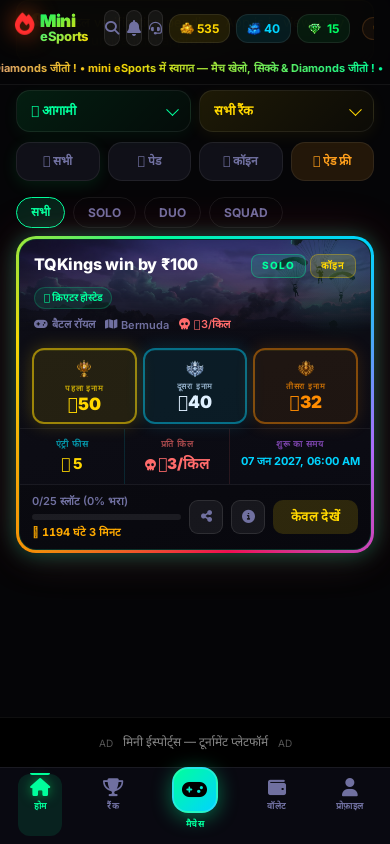 Mini
eSports
535
40
15
iamonds जीतो ! • mini eSports में स्वागत — मैच खेलो, सिक्के & Diamonds जीतो ! •
आगामी
सभी रैंक
सभी
पेड
कॉइन
ऐड फ्री
सभी
SOLO
DUO
SQUAD
TQKings win by ₹100
SOLO
कॉइन
क्रिएटर होस्टेड
बैटल रॉयल
Bermuda
3/किल
पहला इनाम
दूसरा इनाम
तीसरा इनाम
50
40
32
एंट्री फीस
प्रति किल
शुरू का समय
5
3/किल
07 जन 2027, 06:00 AM
0/25 स्लॉट (0% भरा)
1194 घंटे 3 मिनट
केवल देखें
AD मिनी ईस्पोर्ट्स — टूर्नामेंट प्लेटफॉर्म AD
होम
रैंक
मैचेस
वॉलेट
प्रोफ़ाइल